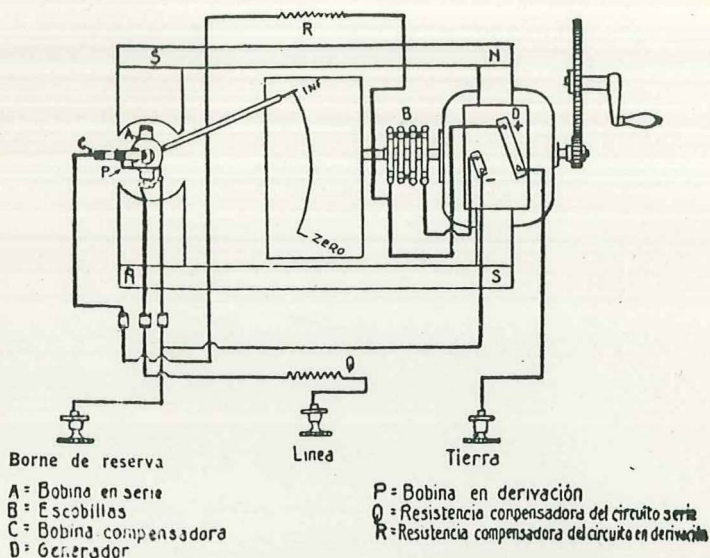 R
S
N
INF
B
D
+
A
C
P
-
ZERO
S
Q
Borne de reserva
Linea
Tierra
A = Bobina en serie
B = Escobillas
C = Bobina compensadora
D = Generador
P = Bobina en derivación
Q = Resistencia conpensadora del circuito serie
R = Resistencia compensadora del circuito en derivación